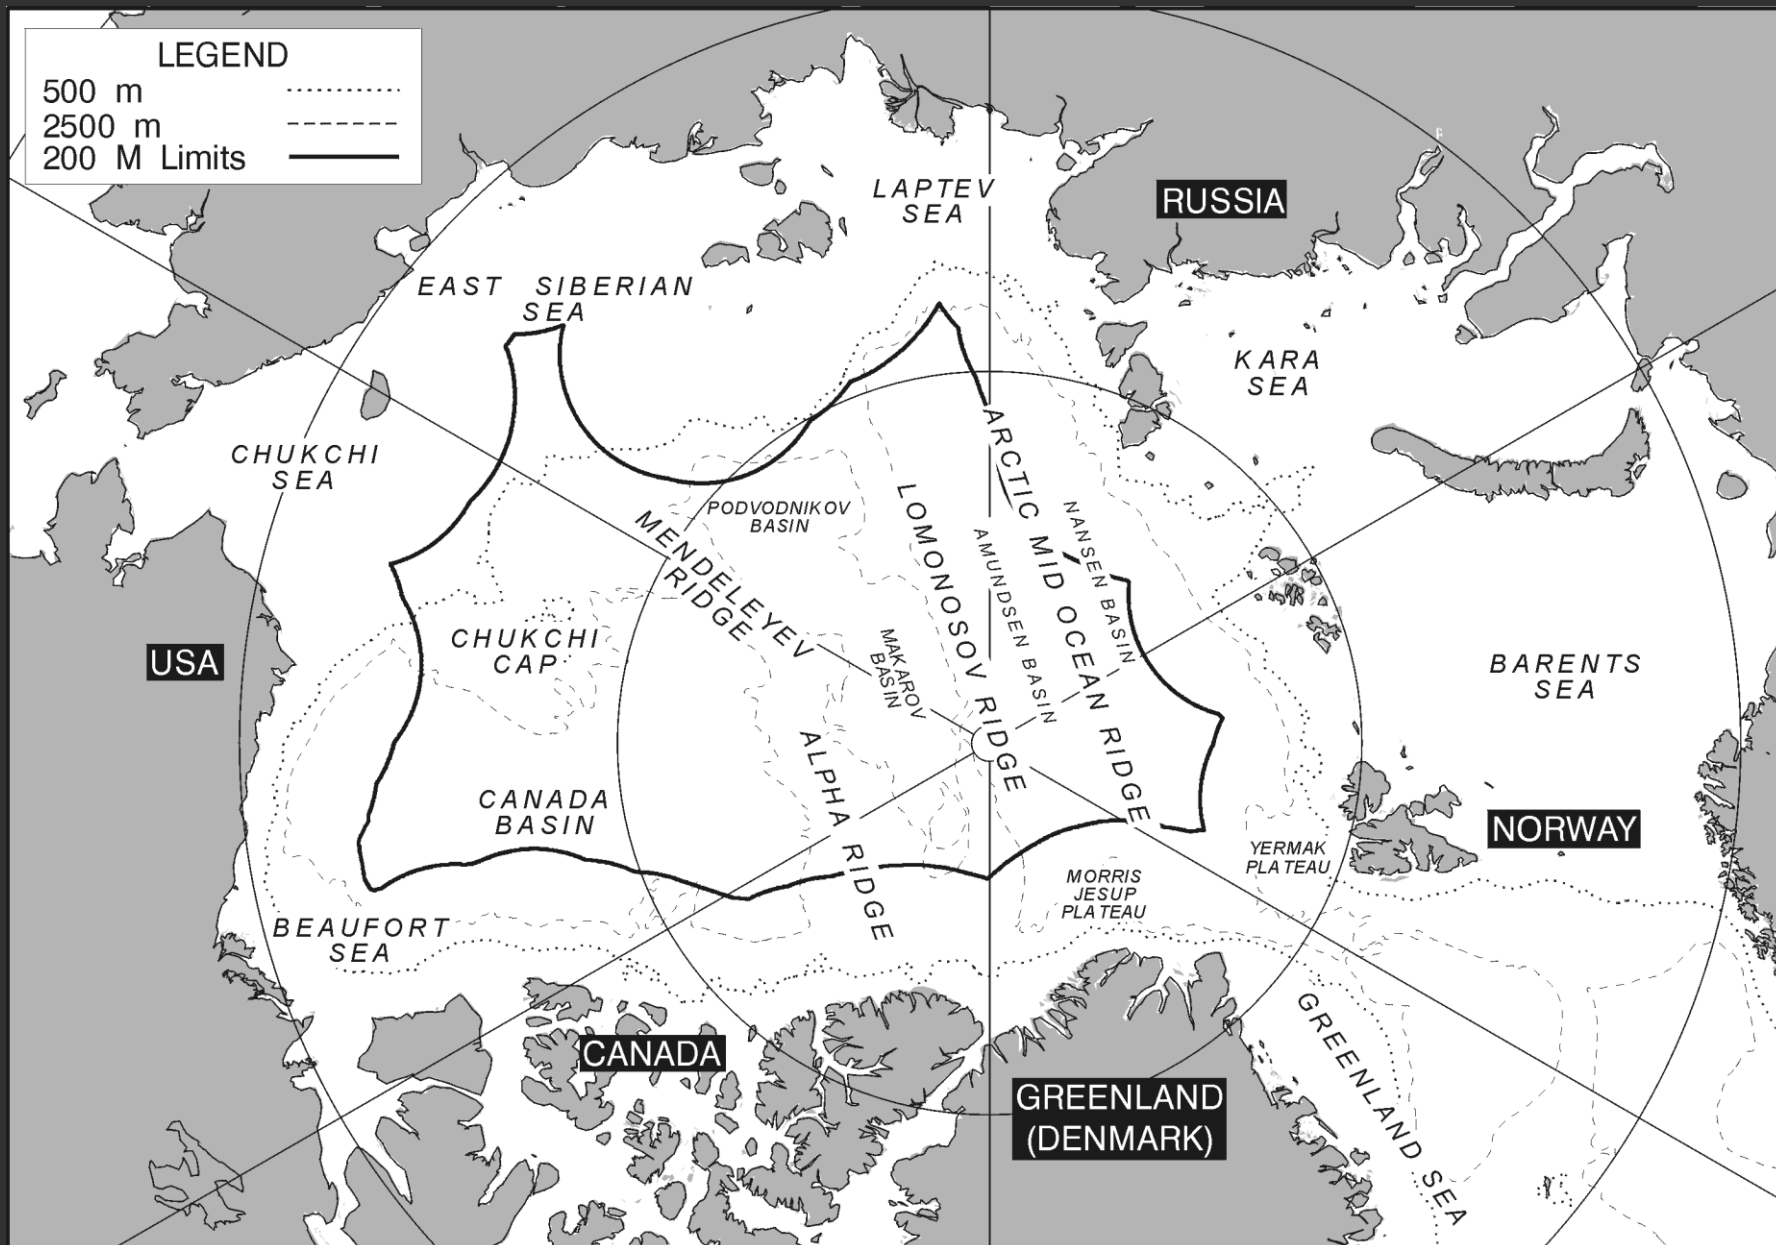 LEGEND
500 m
2500 m
200 M Limits
LAPTEV
SEA
RUSSIA
EAST SIBERIAN
SEA
KARA
SEA
CHUKCHI
SEA
ARCTIC MID OCEAN RIDGE
LOMONOSOV RIDGE
NANSEN BASIN
AMUNDSEN BASIN
PODVODNIKOV
BASIN
MENDELEYEV
RIDGE
CHUKCHI
CAP
MAKAROV
BASIN
USA
BARENTS
SEA
ALPHA RIDGE
CANADA
BASIN
NORWAY
YERMAK
PLATEAU
MORRIS
JESUP
PLATEAU
BEAUFORT
SEA
GREENLAND SEA
CANADA
GREENLAND
(DENMARK)